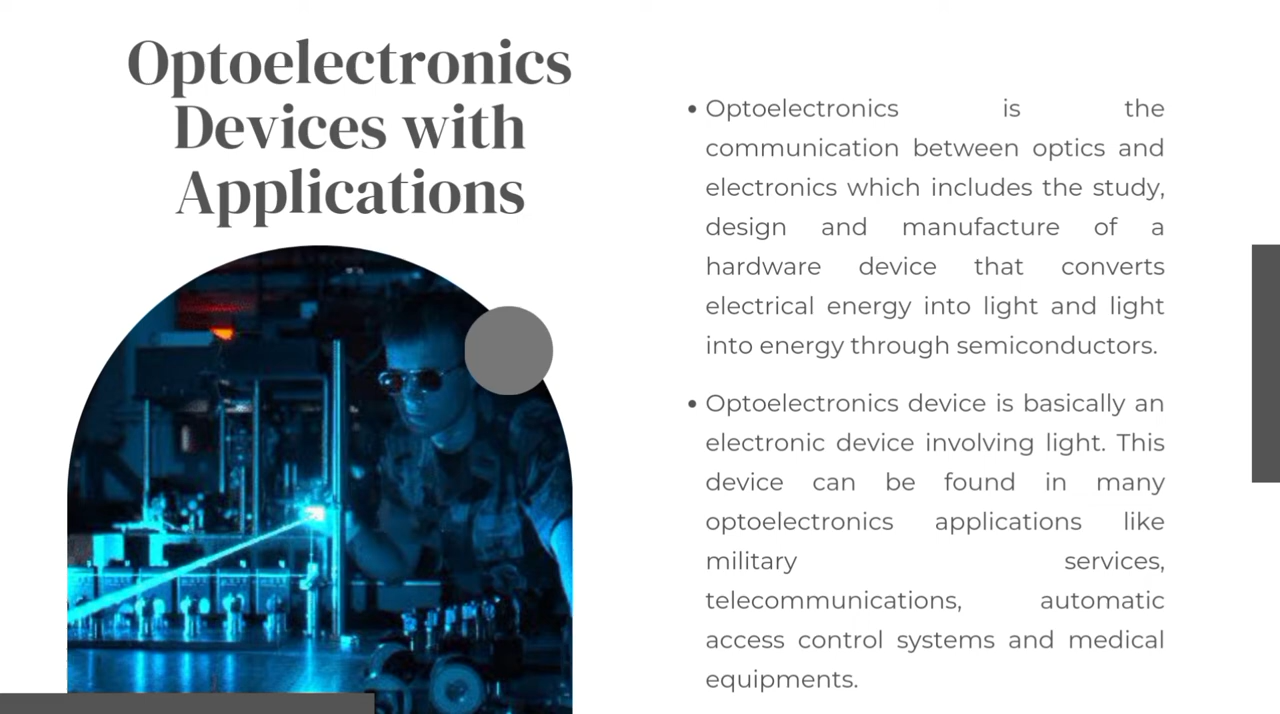 Optoelectronics
Devices with
Applications
• Optoelectronics is the
communication between optics and
electronics which includes the study,
design and manufacture of a
hardware device that converts
electrical energy into light and light
into energy through semiconductors.
• Optoelectronics device is basically an
electronic device involving light. This
device can be found in many
optoelectronics applications like
military services,
telecommunications, automatic
access control systems and medical
equipments.